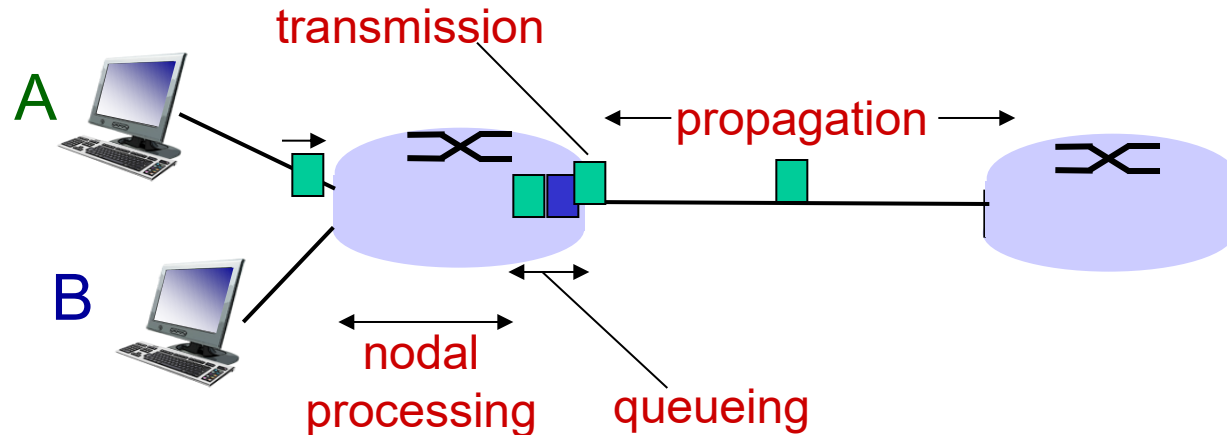 transmission
A
propagation
B
nodal
processing
queueing